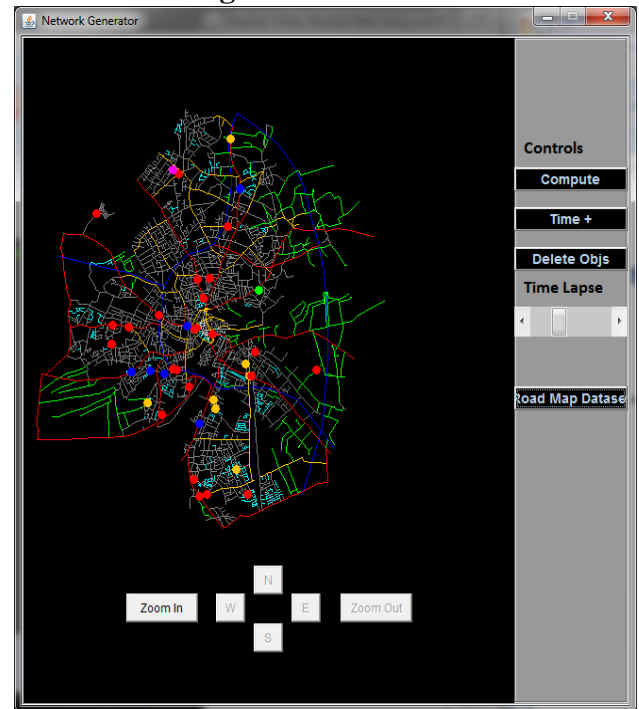 Network Generator
Controls
Compute
Time +
Delete Objs
Time Lapse
Road Map Datase
N
Zoom In
W
E
Zoom Out
S